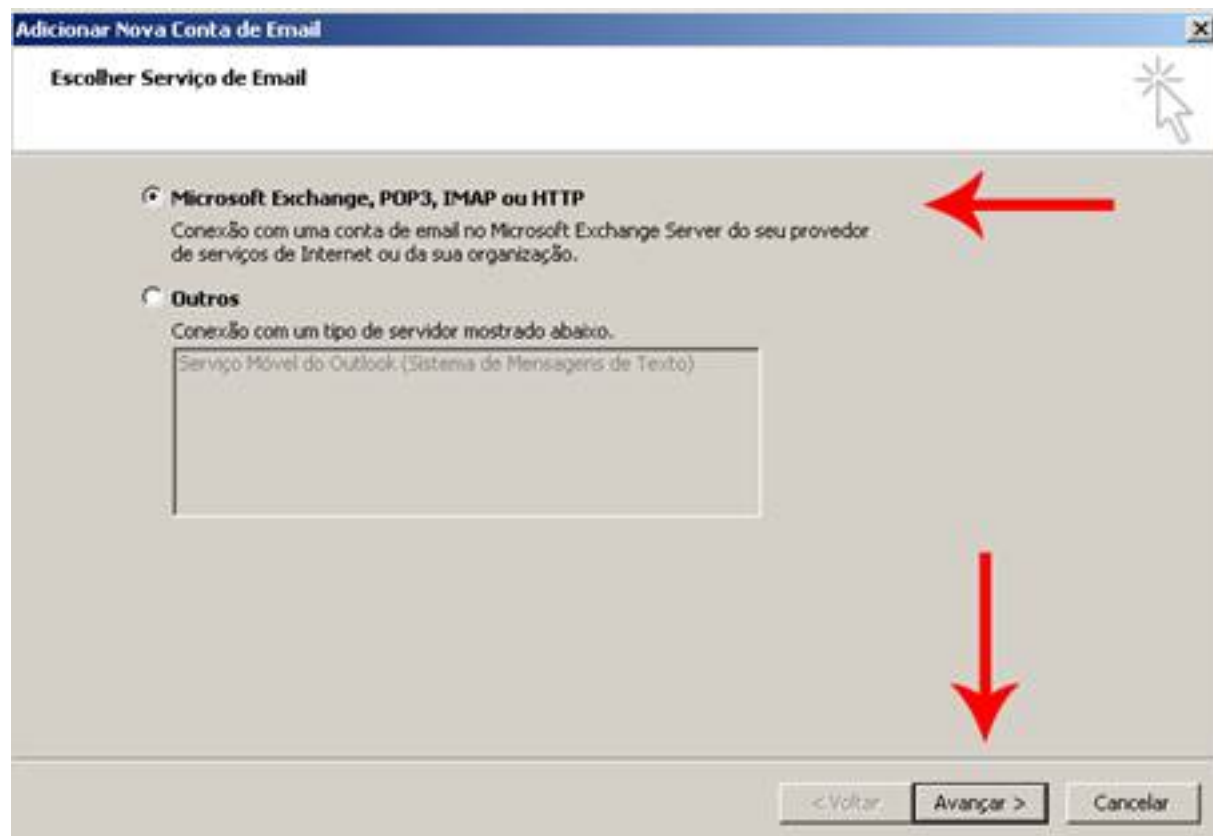 Adicionar Nova Conta de Email
Escolher Serviço de Email
Microsoft Exchange, POP3, IMAP ou HTTP
Conexão com uma conta de email no Microsoft Exchange Server do seu provedor
de serviços de Internet ou da sua organização.
Outros
Conexão com um tipo de servidor mostrado abaixo.
Serviço Móvel do Outlook (Sistema de Mensagens de Texto)
< Voltar
Avançar >
Cancelar